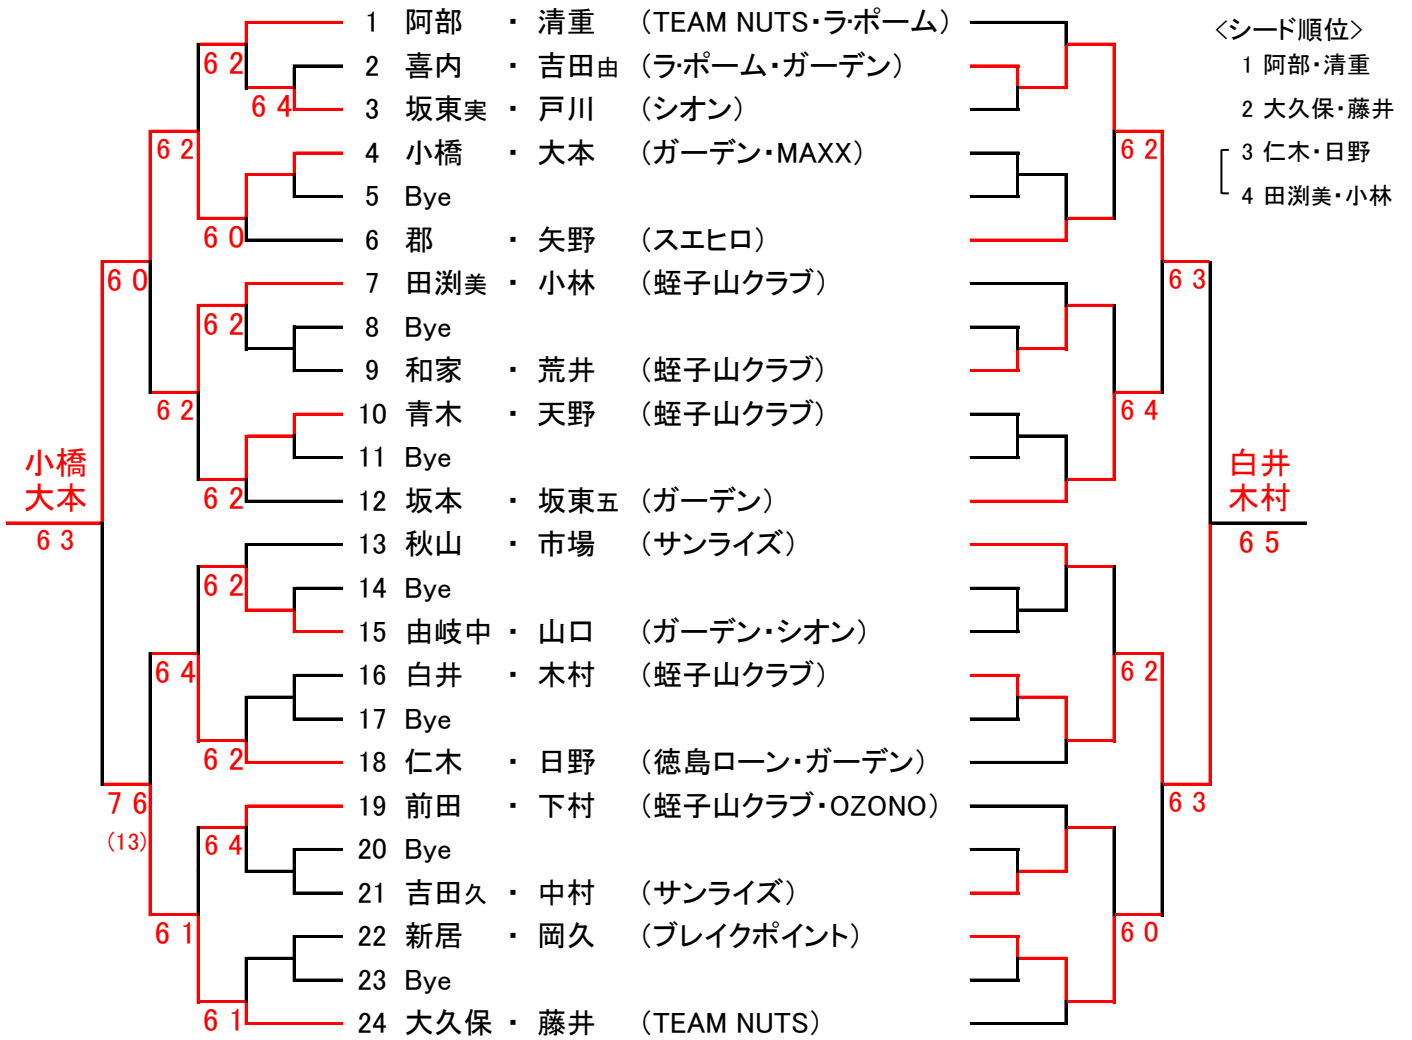 1 阿部 ・ 清重 （TEAM NUTS・ラ・ポーム）
2 喜内 ・ 吉田由 （ラ・ポーム・ガーデン）
3 坂東実 ・ 戸川 （シオン）
4 小橋 ・ 大本 （ガーデン・MAXX）
5 Bye
6 郡 ・ 矢野 （スエヒロ）
7 田渕美 ・ 小林 （蛭子山クラブ）
8 Bye
9 和家 ・ 荒井 （蛭子山クラブ）
10 青木 ・ 天野 （蛭子山クラブ）
11 Bye
12 坂本 ・ 坂東五 （ガーデン）
13 秋山 ・ 市場 （サンライズ）
14 Bye
15 由岐中 ・ 山口 （ガーデン・シオン）
16 白井 ・ 木村 （蛭子山クラブ）
17 Bye
18 仁木 ・ 日野 （徳島ローン・ガーデン）
19 前田 ・ 下村 （蛭子山クラブ・OZONO）
20 Bye
21 吉田久 ・ 中村 （サンライズ）
22 新居 ・ 岡久 （ブレイクポイント）
23 Bye
24 大久保 ・ 藤井 （TEAM NUTS）
6 2
6 4
6 2
6 0
6 0
6 2
6 2
6 2
小橋
大本
6 3
6 2
6 4
6 2
7 6
(13)
6 4
6 1
6 1
6 2
6 3
6 4
白井
木村
6 5
6 2
6 3
6 0
<シード順位>
1 阿部・清重
2 大久保・藤井
3 仁木・日野
4 田渕美・小林